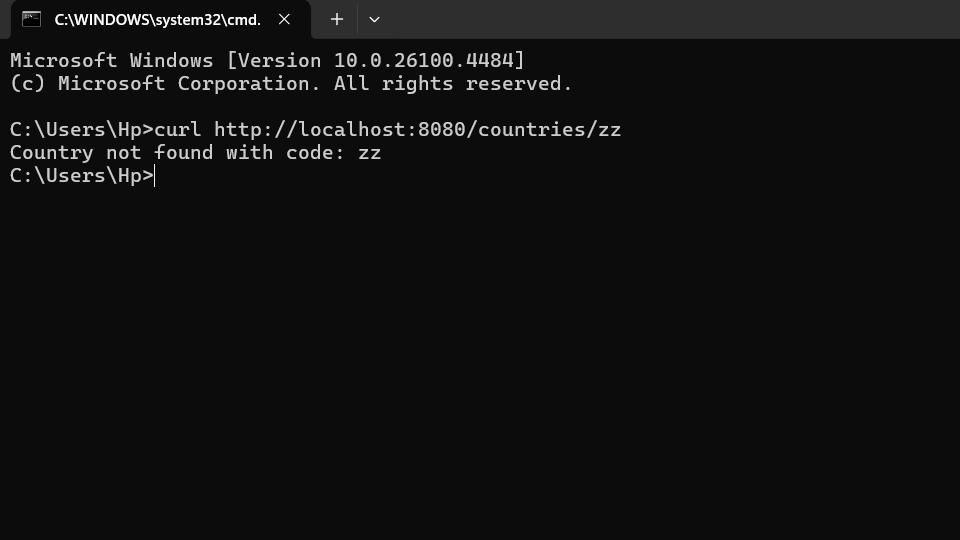 C:\WINDOWS\system32\cmd.
Microsoft Windows [Version 10.0.26100.4484]
(c) Microsoft Corporation. All rights reserved.
C:\Users\Hp>curl http://localhost:8080/countries/zz
Country not found with code: zz
C:\Users\Hp>